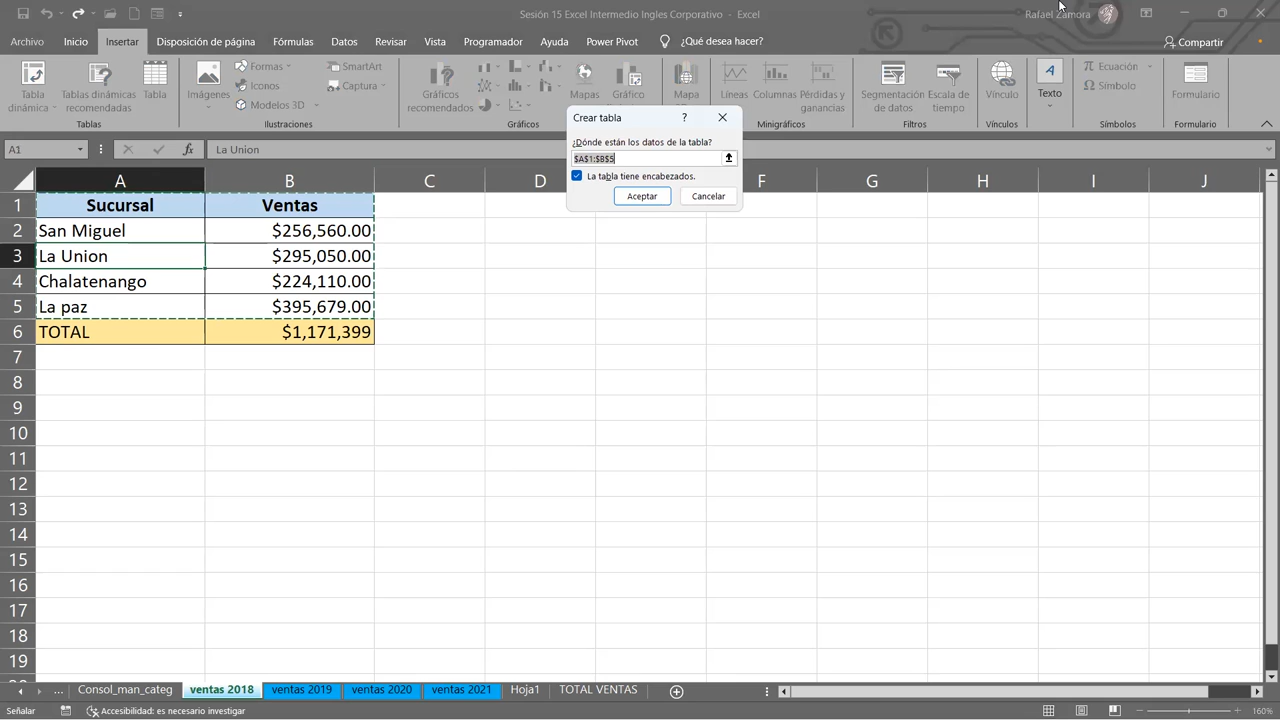 Sesión 15 Excel Intermedio Ingles Corporativo - Excel
Rafael Zamora
Archivo Inicio Insertar Disposición de página Fórmulas Datos Revisar Vista Programador Ayuda Power Pivot ¿Qué desea hacer? Compartir
Tabla dinámica
Tablas dinámicas recomendadas
Tabla
Tablas
Imágenes
Formas
Iconos
Modelos 3D
SmartArt
Captura
Ilustraciones
Gráficos recomendados
Mapas
Gráfico
Gráficos
Mapa 3D
Líneas
Columnas
Pérdidas y ganancias
Minigráficos
Segmentación de datos
Escala de tiempo
Filtros
Vínculo
Vínculos
Texto
Ecuación
Símbolo
Símbolos
Formulario
Formulario
Crear tabla ?
¿Dónde están los datos de la tabla?
$A$1:$B$5
La tabla tiene encabezados.
Aceptar Cancelar
A1 fx La Union
A B C D F G H I J
1 Sucursal Ventas
2 San Miguel $256,560.00
3 La Union $295,050.00
4 Chalatenango $224,110.00
5 La paz $395,679.00
6 TOTAL $1,171,399
7
8
9
10
11
12
13
14
15
16
17
18
19
... Consol_man_categ ventas 2018 ventas 2019 ventas 2020 ventas 2021 Hoja1 TOTAL VENTAS
Señalar Accesibilidad: es necesario investigar 160%